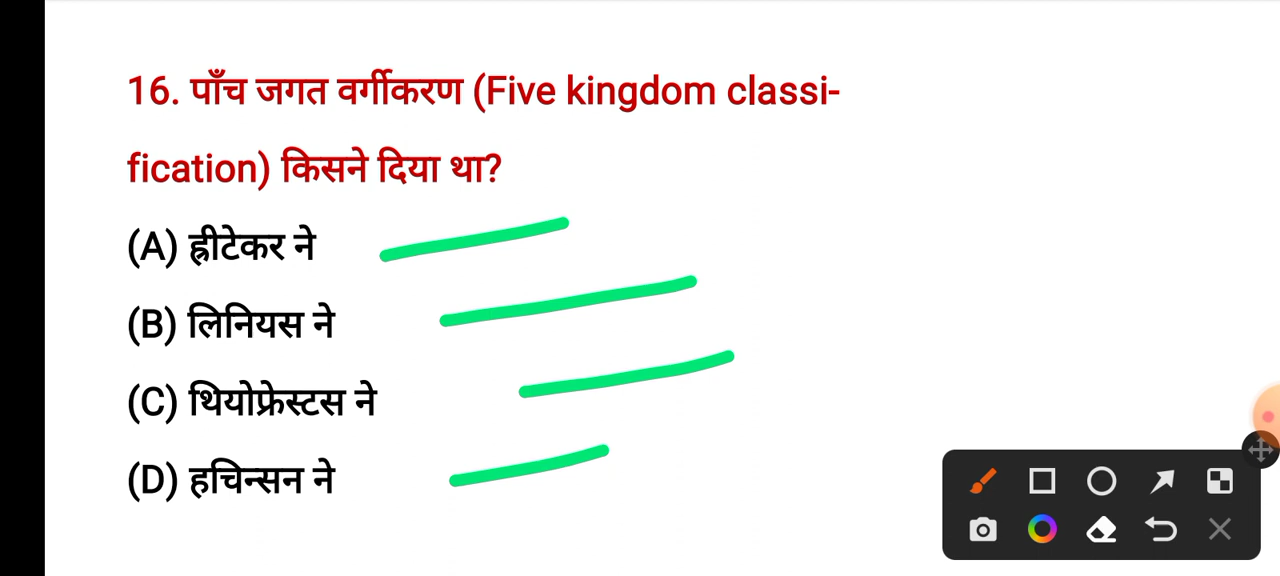 16. पाँच जगत वर्गीकरण (Five kingdom classi-
fication) किसने दिया था?
(A) ह्रीटेकर ने
(B) लिनियस ने
(C) थियोफ्रेस्टस ने
(D) हचिन्सन ने